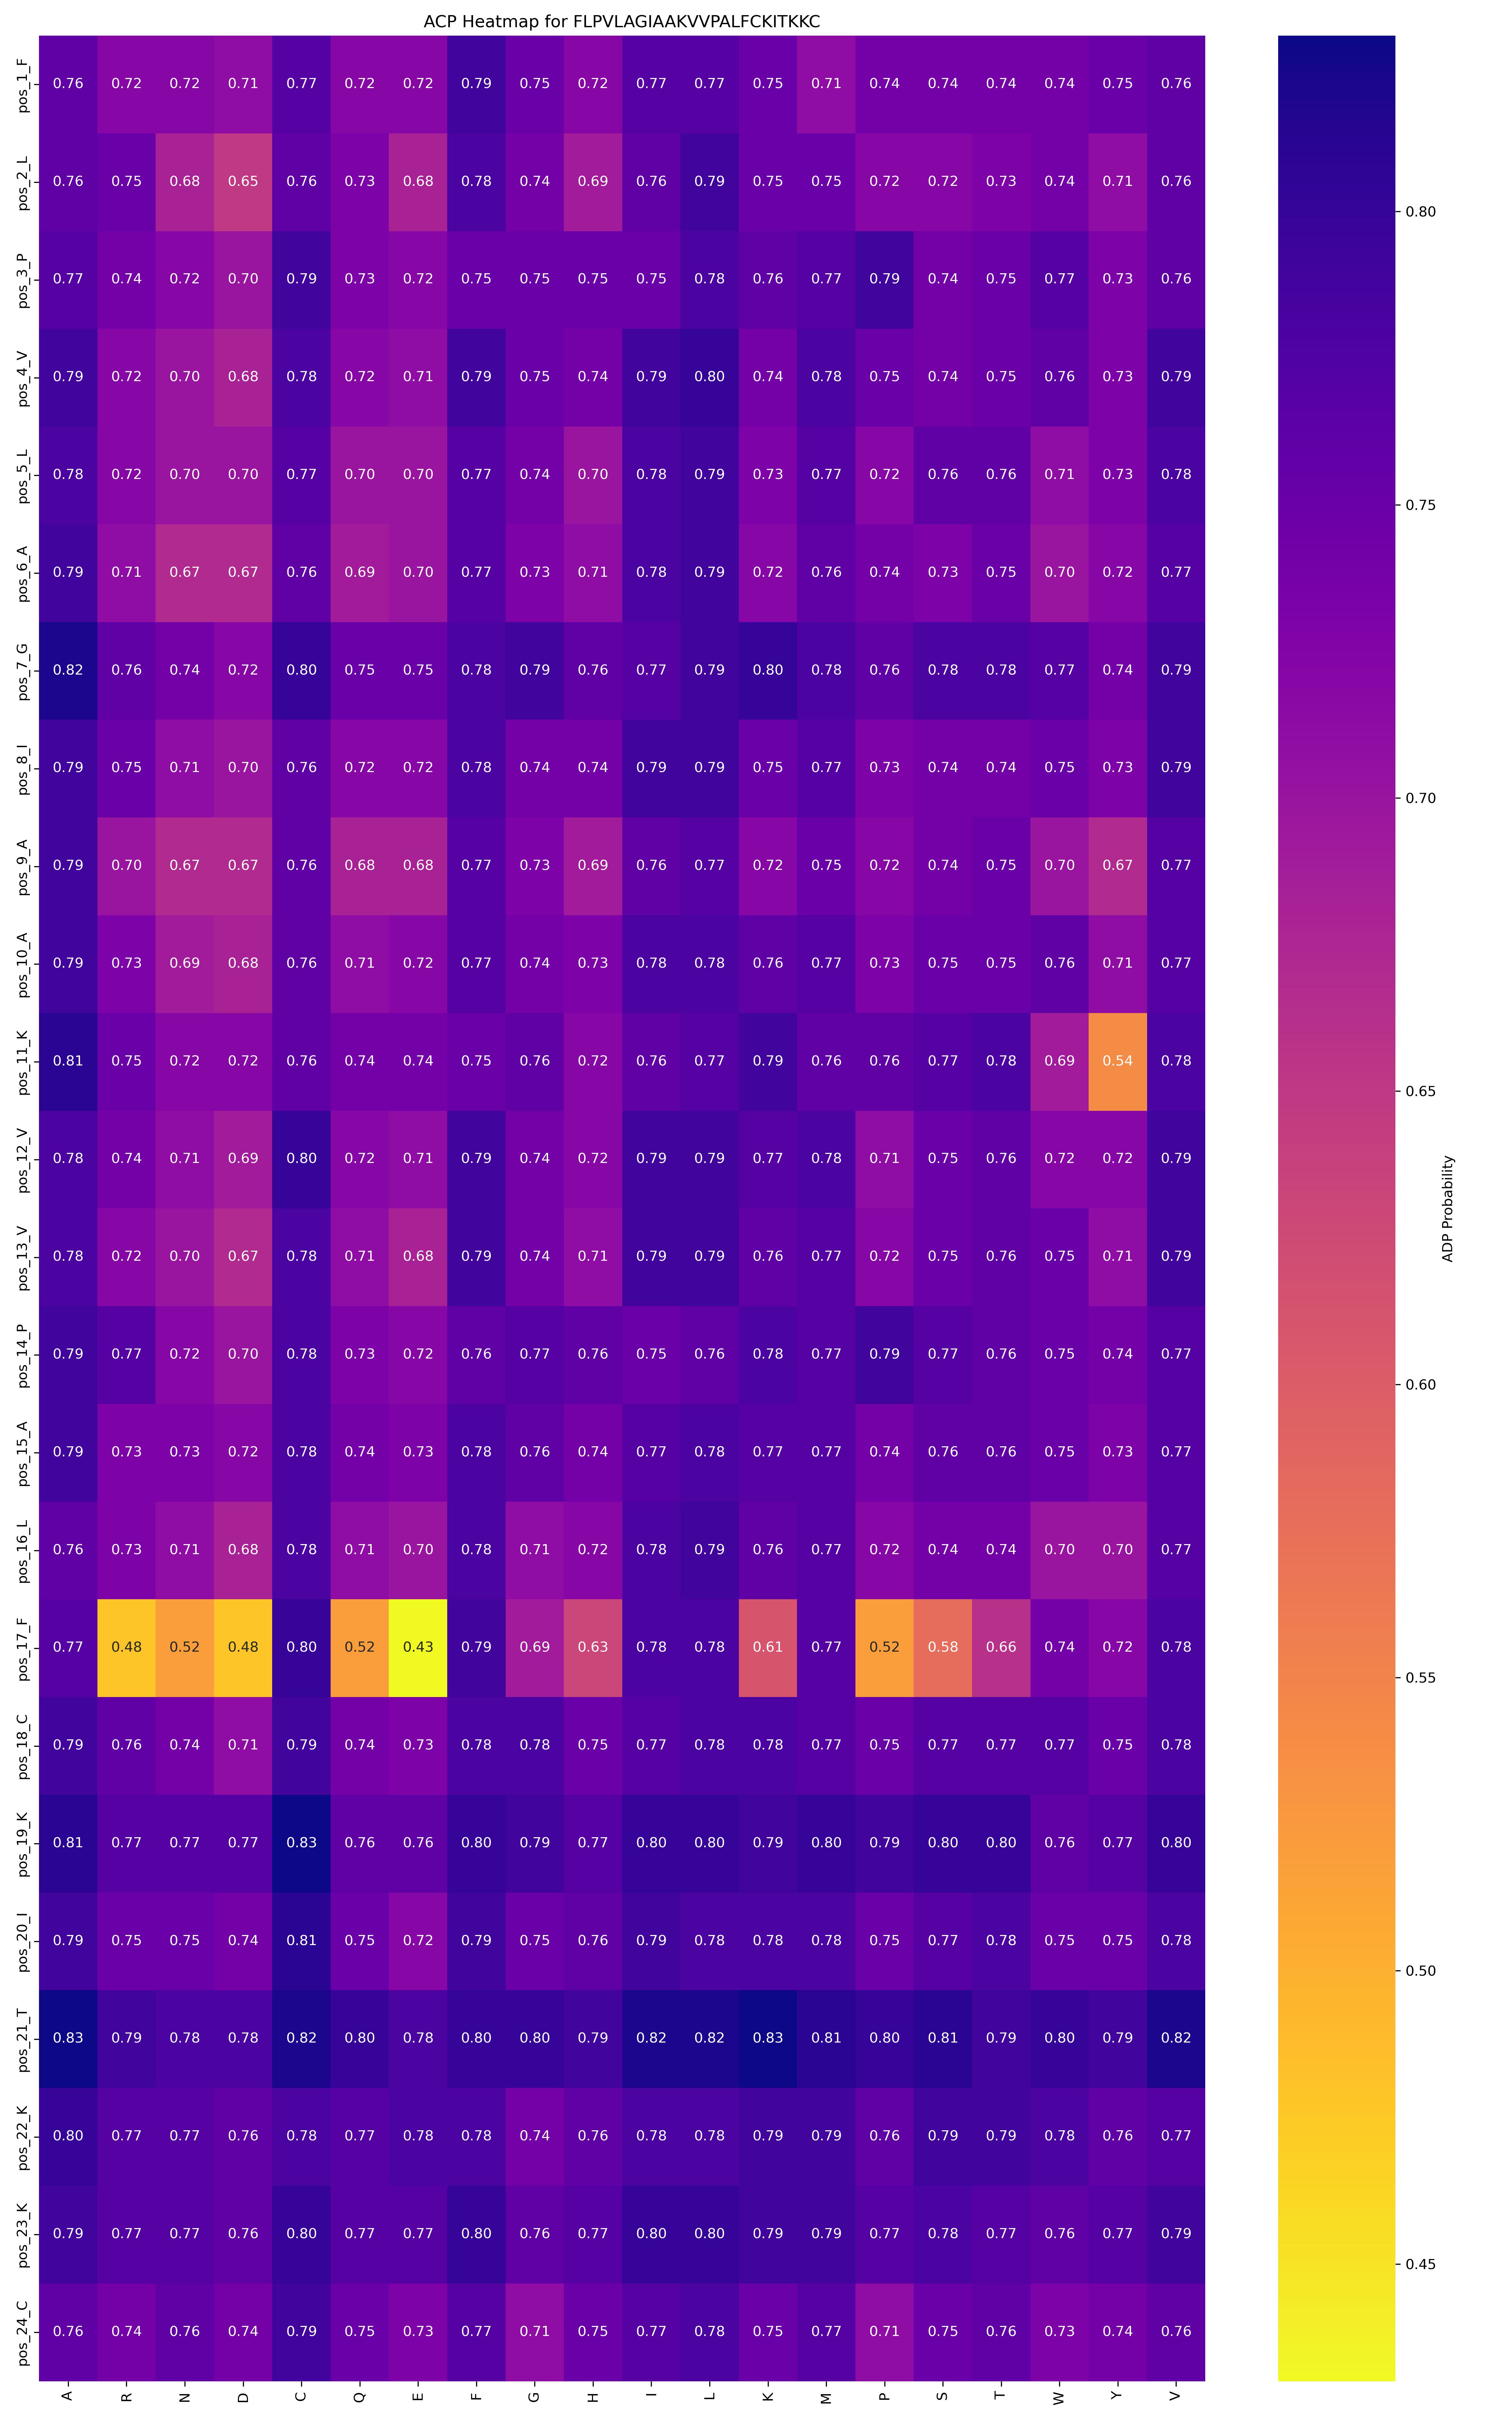 ACP Heatmap for FLPVLAGIAAKVVPALFCKITKKC
pos_1_F 0.76 0.72 0.72 0.71 0.77 0.72 0.72 0.79 0.75 0.72 0.77 0.77 0.75 0.71 0.74 0.74 0.74 0.74 0.75 0.76
pos_2_L 0.76 0.75 0.68 0.65 0.76 0.73 0.68 0.78 0.74 0.69 0.76 0.79 0.75 0.75 0.72 0.72 0.73 0.74 0.71 0.76
pos_3_P 0.77 0.74 0.72 0.70 0.79 0.73 0.72 0.75 0.75 0.75 0.75 0.78 0.76 0.77 0.79 0.74 0.75 0.77 0.73 0.76
pos_4_V 0.79 0.72 0.70 0.68 0.78 0.72 0.71 0.79 0.75 0.74 0.79 0.80 0.74 0.78 0.75 0.74 0.75 0.76 0.73 0.79
pos_5_L 0.78 0.72 0.70 0.70 0.77 0.70 0.70 0.77 0.74 0.70 0.78 0.79 0.73 0.77 0.72 0.76 0.76 0.71 0.73 0.78
pos_6_A 0.79 0.71 0.67 0.67 0.76 0.69 0.70 0.77 0.73 0.71 0.78 0.79 0.72 0.76 0.74 0.73 0.75 0.70 0.72 0.77
pos_7_G 0.82 0.76 0.74 0.72 0.80 0.75 0.75 0.78 0.79 0.76 0.77 0.79 0.80 0.78 0.76 0.78 0.78 0.77 0.74 0.79
pos_8_I 0.79 0.75 0.71 0.70 0.76 0.72 0.72 0.78 0.74 0.74 0.79 0.79 0.75 0.77 0.73 0.74 0.74 0.75 0.73 0.79
pos_9_A 0.79 0.70 0.67 0.67 0.76 0.68 0.68 0.77 0.73 0.69 0.76 0.77 0.72 0.75 0.72 0.74 0.75 0.70 0.67 0.77
pos_10_A 0.79 0.73 0.69 0.68 0.76 0.71 0.72 0.77 0.74 0.73 0.78 0.78 0.76 0.77 0.73 0.75 0.75 0.76 0.71 0.77
pos_11_K 0.81 0.75 0.72 0.72 0.76 0.74 0.74 0.75 0.76 0.72 0.76 0.77 0.79 0.76 0.76 0.77 0.78 0.69 0.54 0.78
pos_12_V 0.78 0.74 0.71 0.69 0.80 0.72 0.71 0.79 0.74 0.72 0.79 0.79 0.77 0.78 0.71 0.75 0.76 0.72 0.72 0.79
pos_13_V 0.78 0.72 0.70 0.67 0.78 0.71 0.68 0.79 0.74 0.71 0.79 0.79 0.76 0.77 0.72 0.75 0.76 0.75 0.71 0.79
pos_14_P 0.79 0.77 0.72 0.70 0.78 0.73 0.72 0.76 0.77 0.76 0.75 0.76 0.78 0.77 0.79 0.77 0.76 0.75 0.74 0.77
pos_15_A 0.79 0.73 0.73 0.72 0.78 0.74 0.73 0.78 0.76 0.74 0.77 0.78 0.77 0.77 0.74 0.76 0.76 0.75 0.73 0.77
pos_16_L 0.76 0.73 0.71 0.68 0.78 0.71 0.70 0.78 0.71 0.72 0.78 0.79 0.76 0.77 0.72 0.74 0.74 0.70 0.70 0.77
pos_17_F 0.77 0.48 0.52 0.48 0.80 0.52 0.43 0.79 0.69 0.63 0.78 0.78 0.61 0.77 0.52 0.58 0.66 0.74 0.72 0.78
pos_18_C 0.79 0.76 0.74 0.71 0.79 0.74 0.73 0.78 0.78 0.75 0.77 0.78 0.78 0.77 0.75 0.77 0.77 0.77 0.75 0.78
pos_19_K 0.81 0.77 0.77 0.77 0.83 0.76 0.76 0.80 0.79 0.77 0.80 0.80 0.79 0.80 0.79 0.80 0.80 0.76 0.77 0.80
pos_20_I 0.79 0.75 0.75 0.74 0.81 0.75 0.72 0.79 0.75 0.76 0.79 0.78 0.78 0.78 0.75 0.77 0.78 0.75 0.75 0.78
pos_21_T 0.83 0.79 0.78 0.78 0.82 0.80 0.78 0.80 0.80 0.79 0.82 0.82 0.83 0.81 0.80 0.81 0.79 0.80 0.79 0.82
pos_22_K 0.80 0.77 0.77 0.76 0.78 0.77 0.78 0.78 0.74 0.76 0.78 0.78 0.79 0.79 0.76 0.79 0.79 0.78 0.76 0.77
pos_23_K 0.79 0.77 0.77 0.76 0.80 0.77 0.77 0.80 0.76 0.77 0.80 0.80 0.79 0.79 0.77 0.78 0.77 0.76 0.77 0.79
pos_24_C 0.76 0.74 0.76 0.74 0.79 0.75 0.73 0.77 0.71 0.75 0.77 0.78 0.75 0.77 0.71 0.75 0.76 0.73 0.74 0.76
A R N D C Q E F G H I L K M P S T W Y V
0.80
0.75
0.70
0.65
0.60
0.55
0.50
0.45
ADP Probability